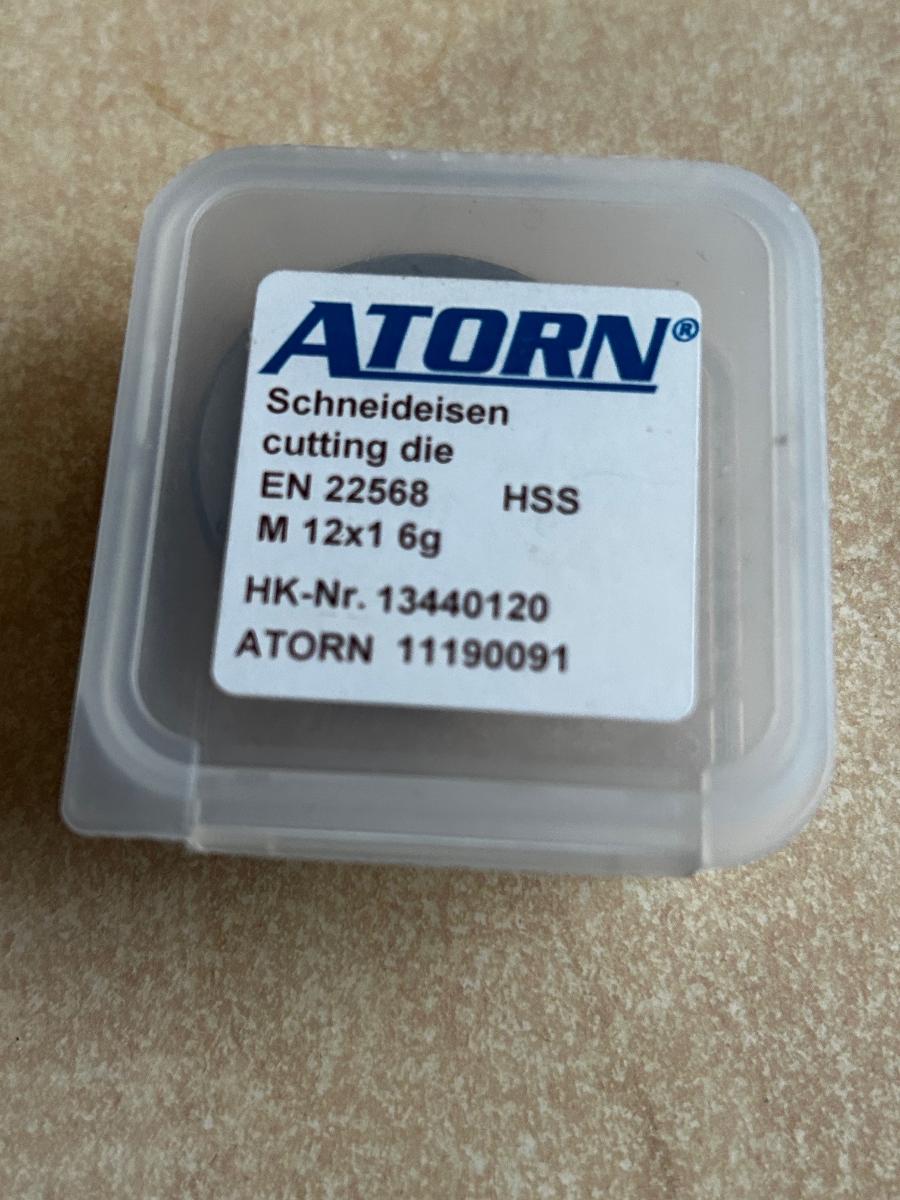 ATORN®
Schneideisen
cutting die
EN 22568 HSS
M 12x1 6g
HK-Nr. 13440120
ATORN 11190091